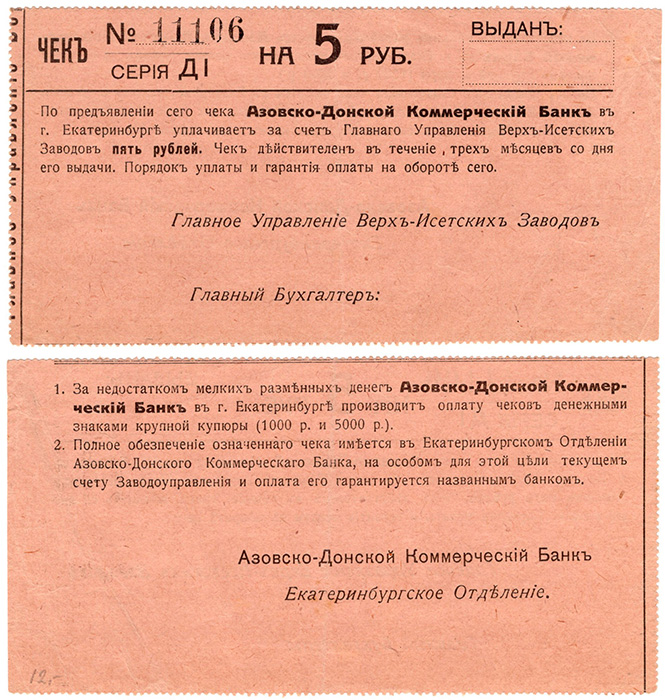 ЧЕКЪ № 11106 НА 5 РУБ. ВЫДАНЪ:
СЕРІЯ Д I
По предъявленіи сего чека Азовско-Донской Коммерческій Банкъ въ
г. Екатеринбургѣ уплачиваетъ за счетъ Главнаго Управленія Верхъ-Исетскихъ
Заводовъ пять рублей. Чекъ дѣйствителенъ въ теченіе, трехъ мѣсяцевъ со дня
его выдачи. Порядокъ уплаты и гарантія оплаты на оборотѣ сего.
Главное Управленіе Верхъ-Исетскихъ Заводовъ
Главный Бухгалтеръ:
1. За недостаткомъ мелкихъ размѣнныхъ денегъ Азовско-Донской Коммер-
ческій Банкъ въ г. Екатеринбургѣ производитъ оплату чековъ денежными
знаками крупной купюры (1000 р. и 5000 р.).
2. Полное обезпеченіе означеннаго чека имѣется въ Екатеринбургскомъ Отдѣленіи
Азовско-Донского Коммерческаго Банка, на особомъ для этой цѣли текущемъ
счету Заводоуправленія и оплата его гарантируется названнымъ банкомъ.
Азовско-Донской Коммерческій Банкъ
Екатеринбургское Отдѣленіе.
12,-